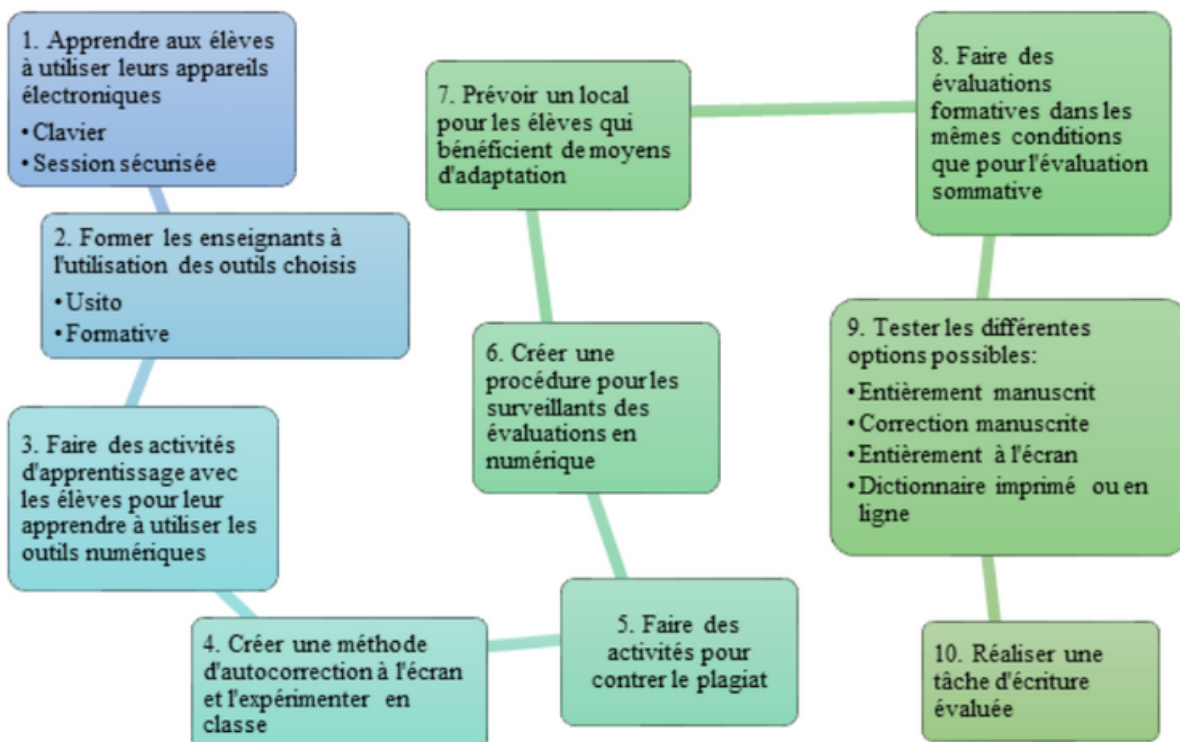 1. Apprendre aux élèves
à utiliser leurs appareils
électroniques
• Clavier
• Session sécurisée
2. Former les enseignants à
l'utilisation des outils choisis
• Usito
• Formative
3. Faire des activités
d'apprentissage avec
les élèves pour leur
apprendre à utiliser les
outils numériques
4. Créer une méthode
d'autocorrection à l'écran
et l'expérimenter en
classe
5. Faire des
activités pour
contrer le plagiat
6. Créer une
procédure pour les
surveillants des
évaluations en
numérique
7. Prévoir un local
pour les élèves qui
bénéficient de moyens
d'adaptation
8. Faire des
évaluations
formatives dans les
mêmes conditions
que pour l'évaluation
sommative
9. Tester les différentes
options possibles:
• Entièrement manuscrit
• Correction manuscrite
• Entièrement à l'écran
• Dictionnaire imprimé ou en
ligne
10. Réaliser une
tâche d'écriture
évaluée